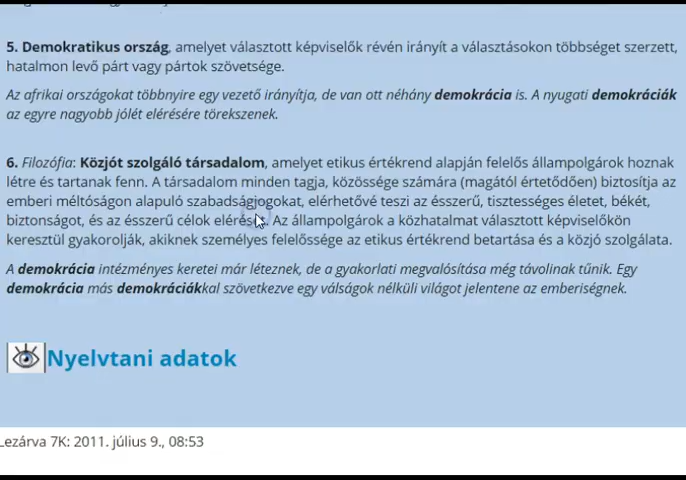 5. Demokratikus ország, amelyet választott képviselők révén irányít a választásokon többséget szerzett,
hatalmon levő párt vagy pártok szövetsége.
Az afrikai országokat többnyire egy vezető irányítja, de van ott néhány demokrácia is. A nyugati demokráciák
az egyre nagyobb jólét elérésére törekszenek.
6. Filozófia: Közjót szolgáló társadalom, amelyet etikus értékrend alapján felelős állampolgárok hoznak
létre és tartanak fenn. A társadalom minden tagja, közössége számára (magától értetődően) biztosítja az
emberi méltóságon alapuló szabadságjogokat, elérhetővé teszi az ésszerű, tisztességes életet, békét,
biztonságot, és az ésszerű célok elérését. Az állampolgárok a közhatalmat választott képviselőkön
keresztül gyakorolják, akiknek személyes felelőssége az etikus értékrend betartása és a közjó szolgálata.
A demokrácia intézményes keretei már léteznek, de a gyakorlati megvalósítása még távolinak tűnik. Egy
demokrácia más demokráciákkal szövetkezve egy válságok nélküli világot jelentene az emberiségnek.
Nyelvtani adatok
Lezárva 7K: 2011. július 9., 08:53